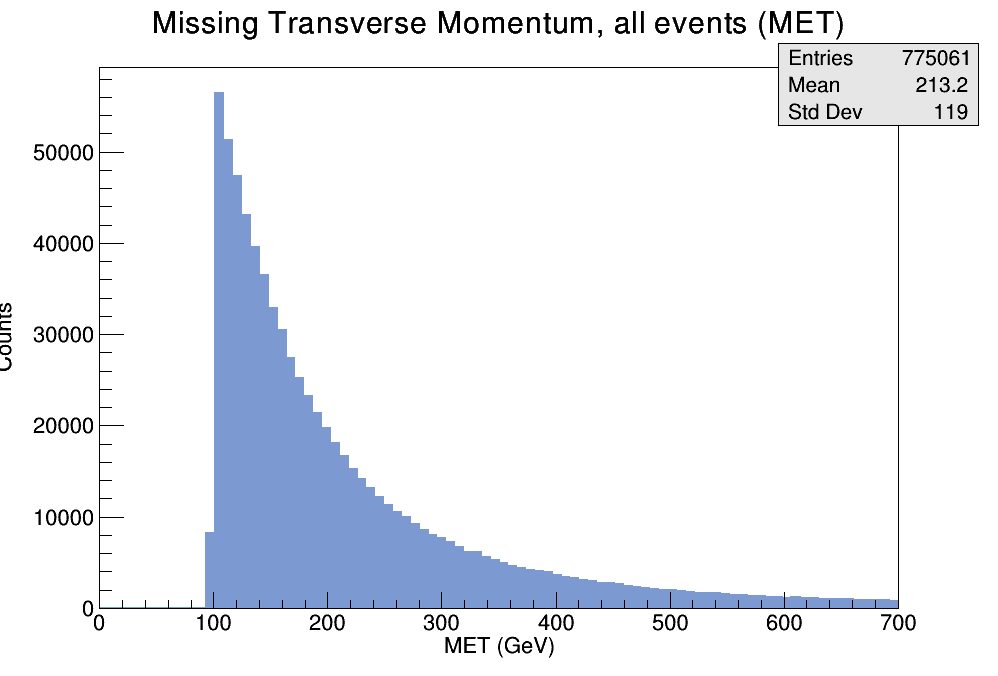 Missing Transverse Momentum, all events (MET)
Entries 775061
Mean 213.2
Std Dev 119
50000
40000
30000
20000
10000
0
Counts
0 100 200 300 400 500 600 700
MET (GeV)